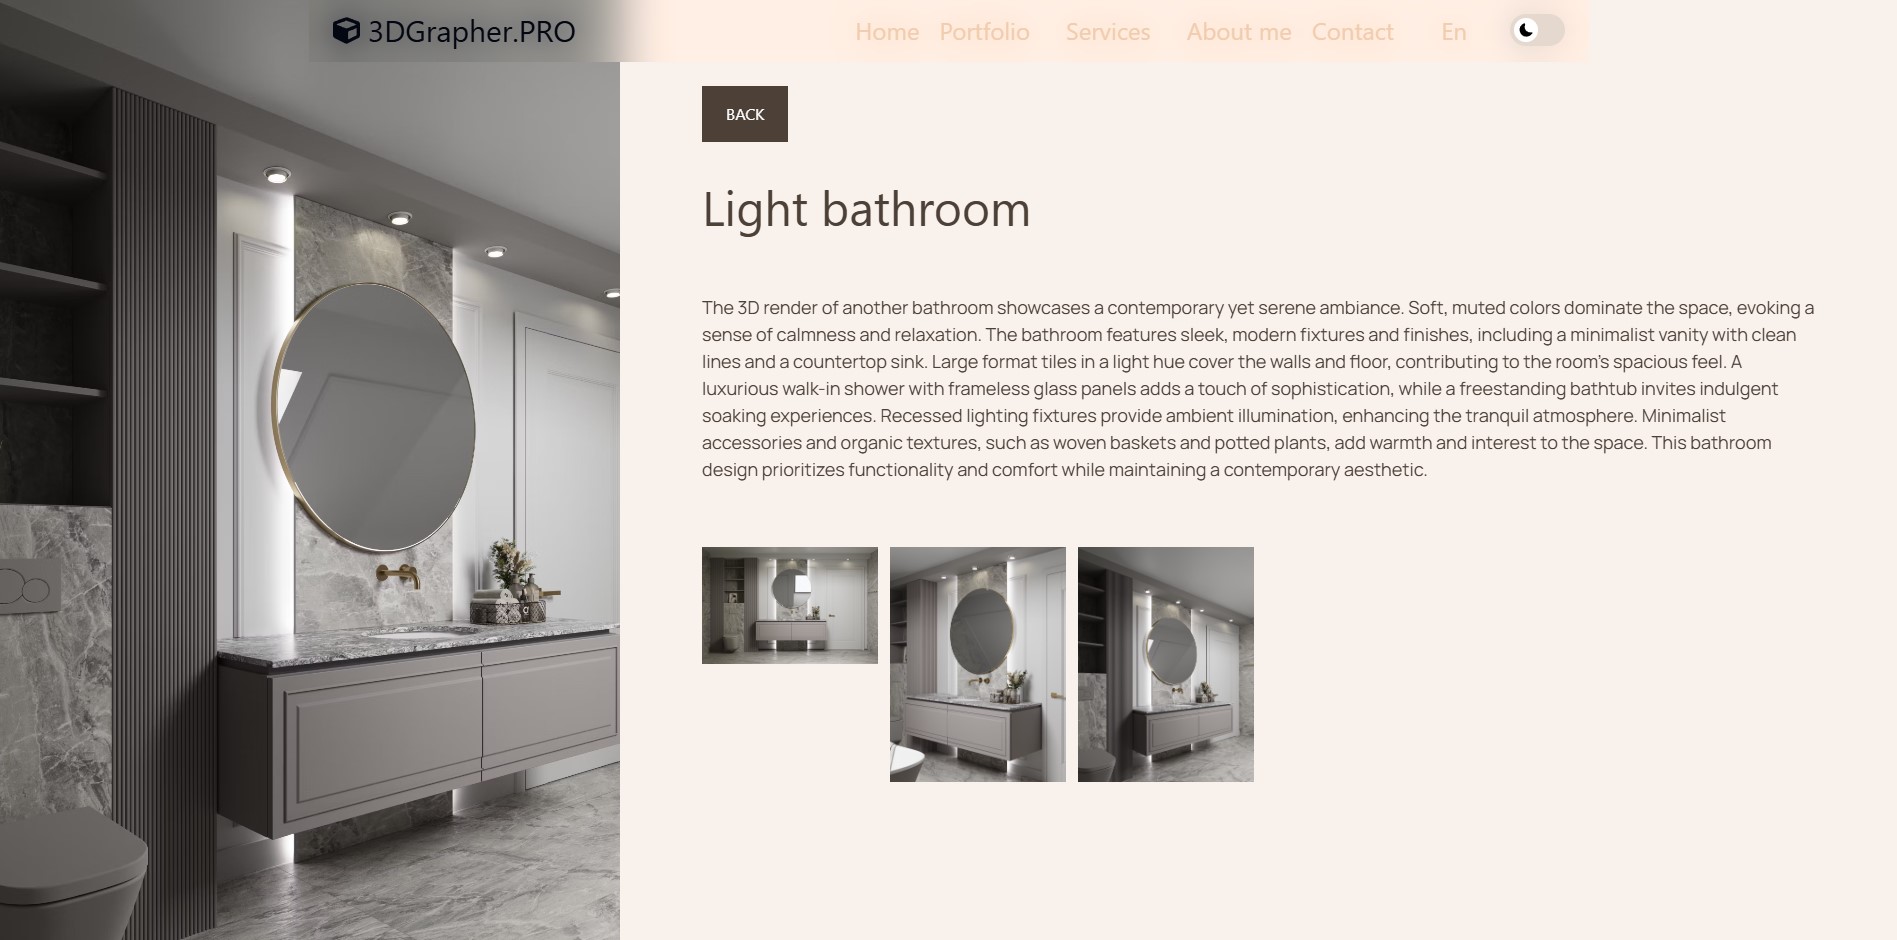 3DGrapher.PRO
Home Portfolio Services About me Contact En
BACK
Light bathroom
The 3D render of another bathroom showcases a contemporary yet serene ambiance. Soft, muted colors dominate the space, evoking a
sense of calmness and relaxation. The bathroom features sleek, modern fixtures and finishes, including a minimalist vanity with clean
lines and a countertop sink. Large format tiles in a light hue cover the walls and floor, contributing to the room's spacious feel. A
luxurious walk-in shower with frameless glass panels adds a touch of sophistication, while a freestanding bathtub invites indulgent
soaking experiences. Recessed lighting fixtures provide ambient illumination, enhancing the tranquil atmosphere. Minimalist
accessories and organic textures, such as woven baskets and potted plants, add warmth and interest to the space. This bathroom
design prioritizes functionality and comfort while maintaining a contemporary aesthetic.